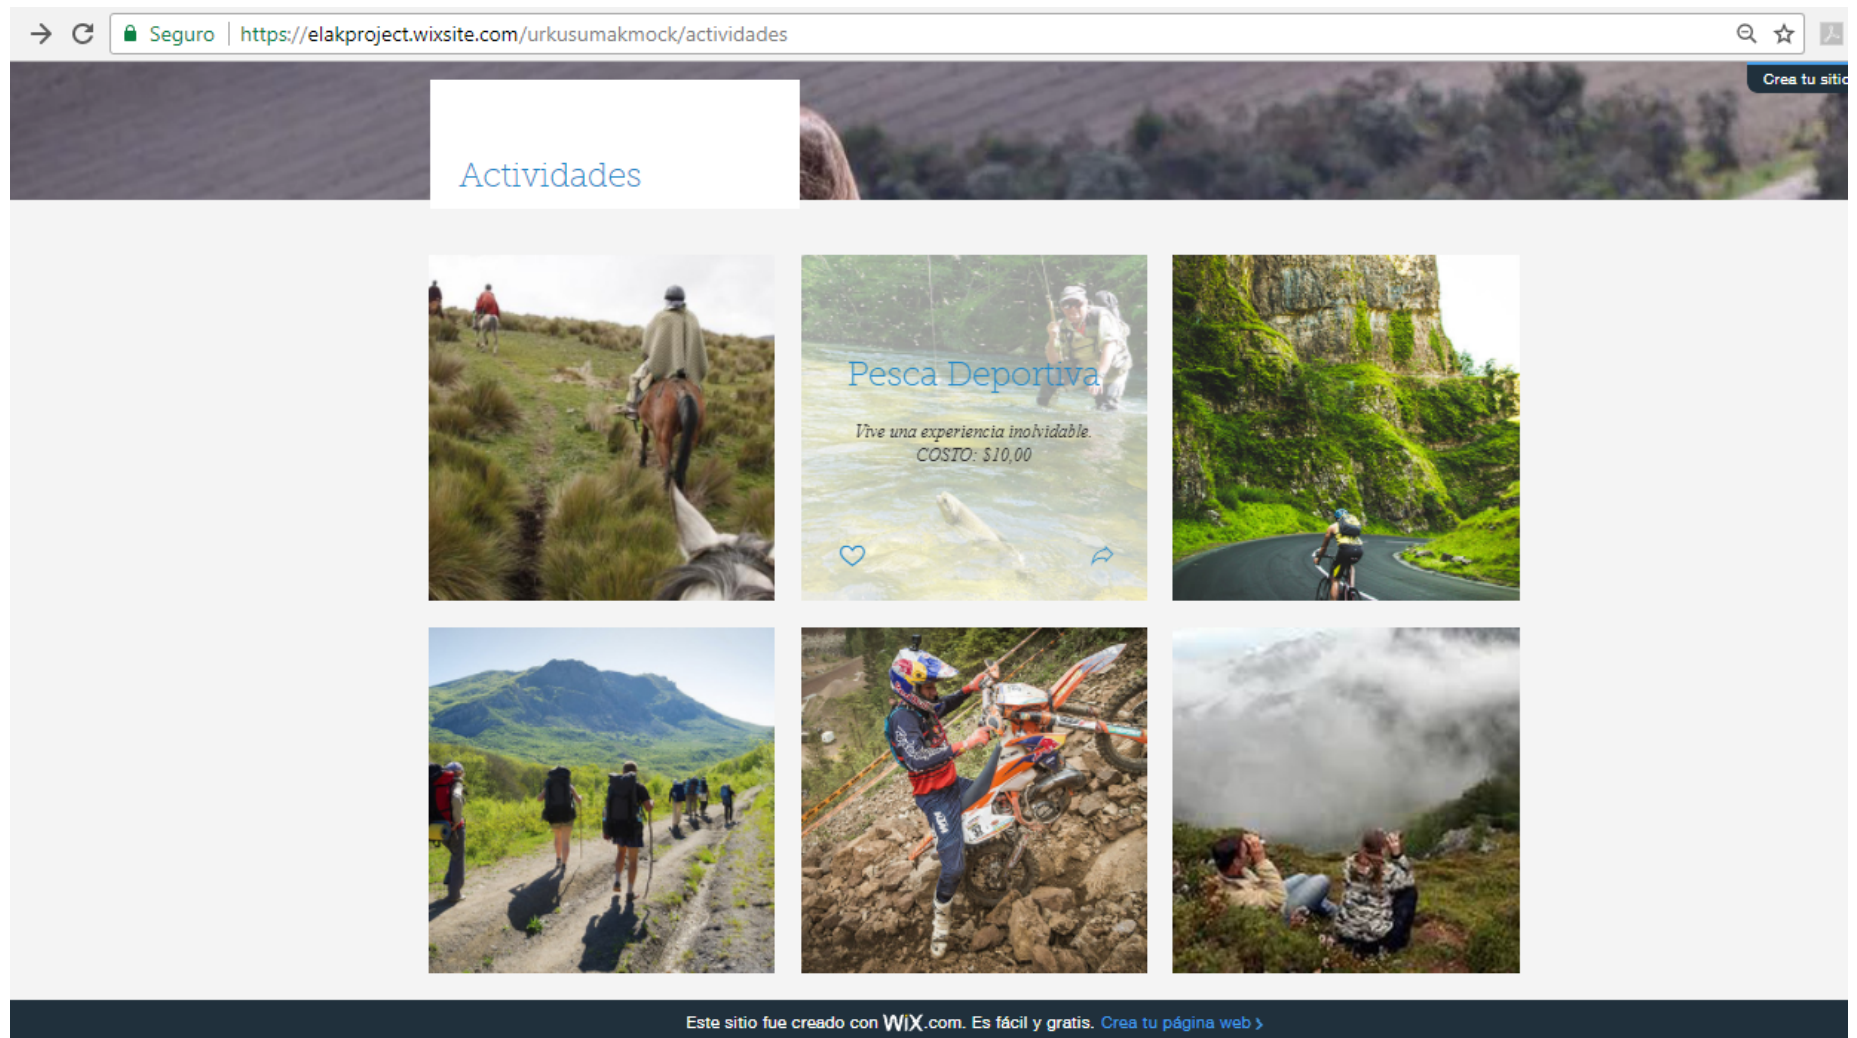 Seguro
https://elakproject.wixsite.com/urkusumakmock/actividades
Crea tu sitio
Actividades
Pesca Deportiva
Vive una experiencia inolvidable.
COSTO: $10,00
KTM
Este sitio fue creado con WiX.com. Es fácil y gratis. Crea tu página web >